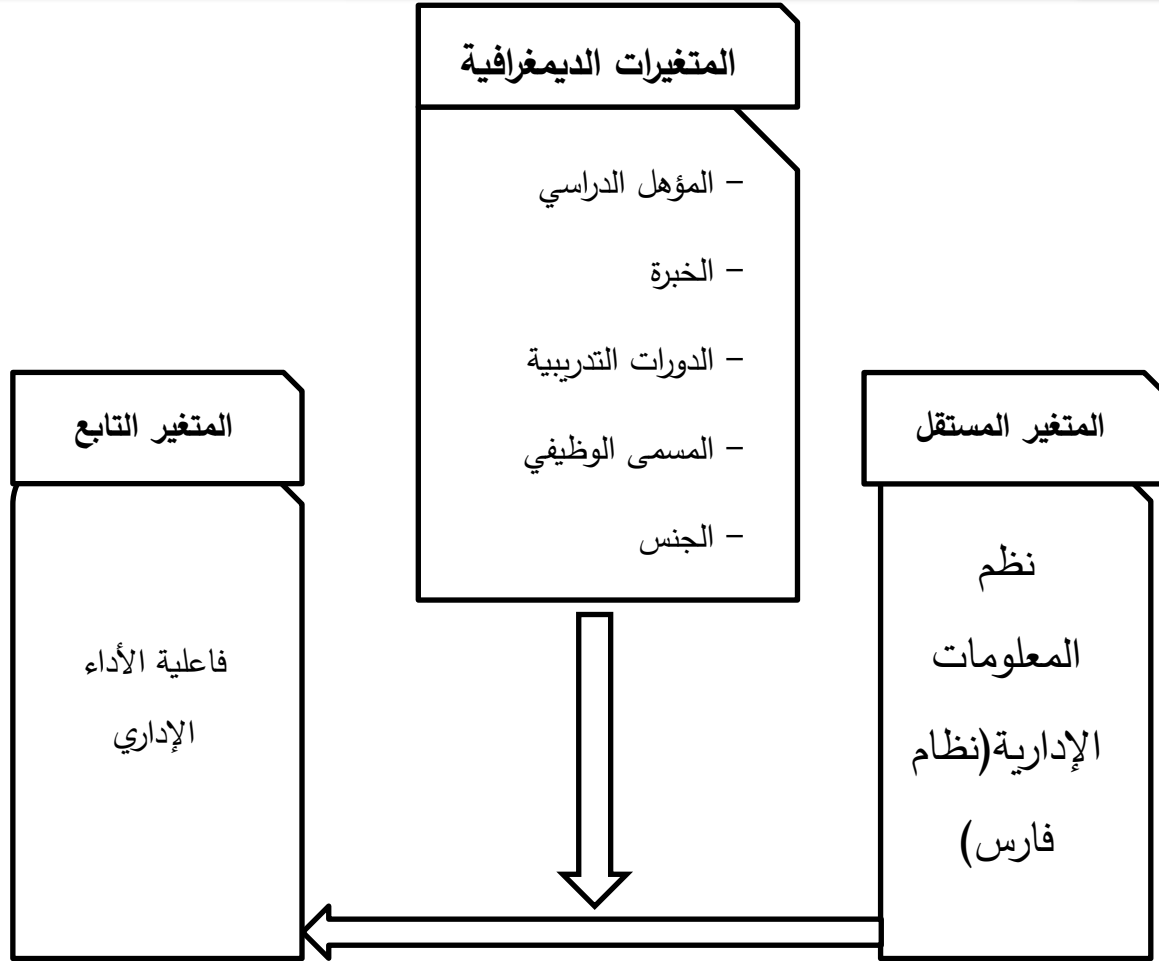 المتغيرات الديمغرافية
- المؤهل الدراسي
- الخبرة
- الدورات التدريبية
- المسمى الوظيفي
- الجنس
المتغير المستقل
نظم
المعلومات
الإدارية(نظام
فارس)
المتغير التابع
فاعلية الأداء
الإداري